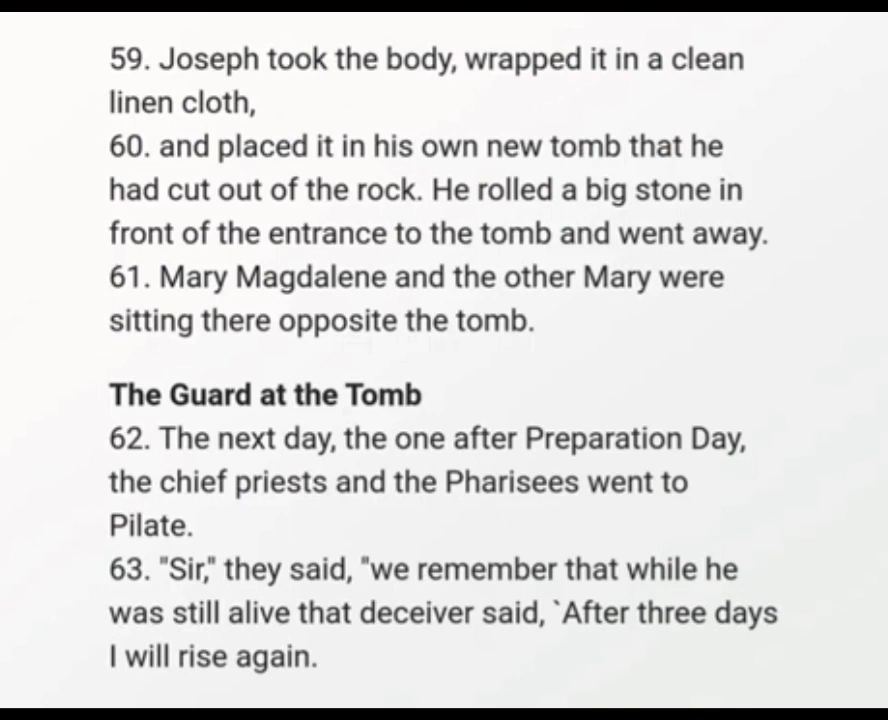 59. Joseph took the body, wrapped it in a clean
linen cloth,
60. and placed it in his own new tomb that he
had cut out of the rock. He rolled a big stone in
front of the entrance to the tomb and went away.
61. Mary Magdalene and the other Mary were
sitting there opposite the tomb.
The Guard at the Tomb
62. The next day, the one after Preparation Day,
the chief priests and the Pharisees went to
Pilate.
63. "Sir," they said, "we remember that while he
was still alive that deceiver said, `After three days
I will rise again.